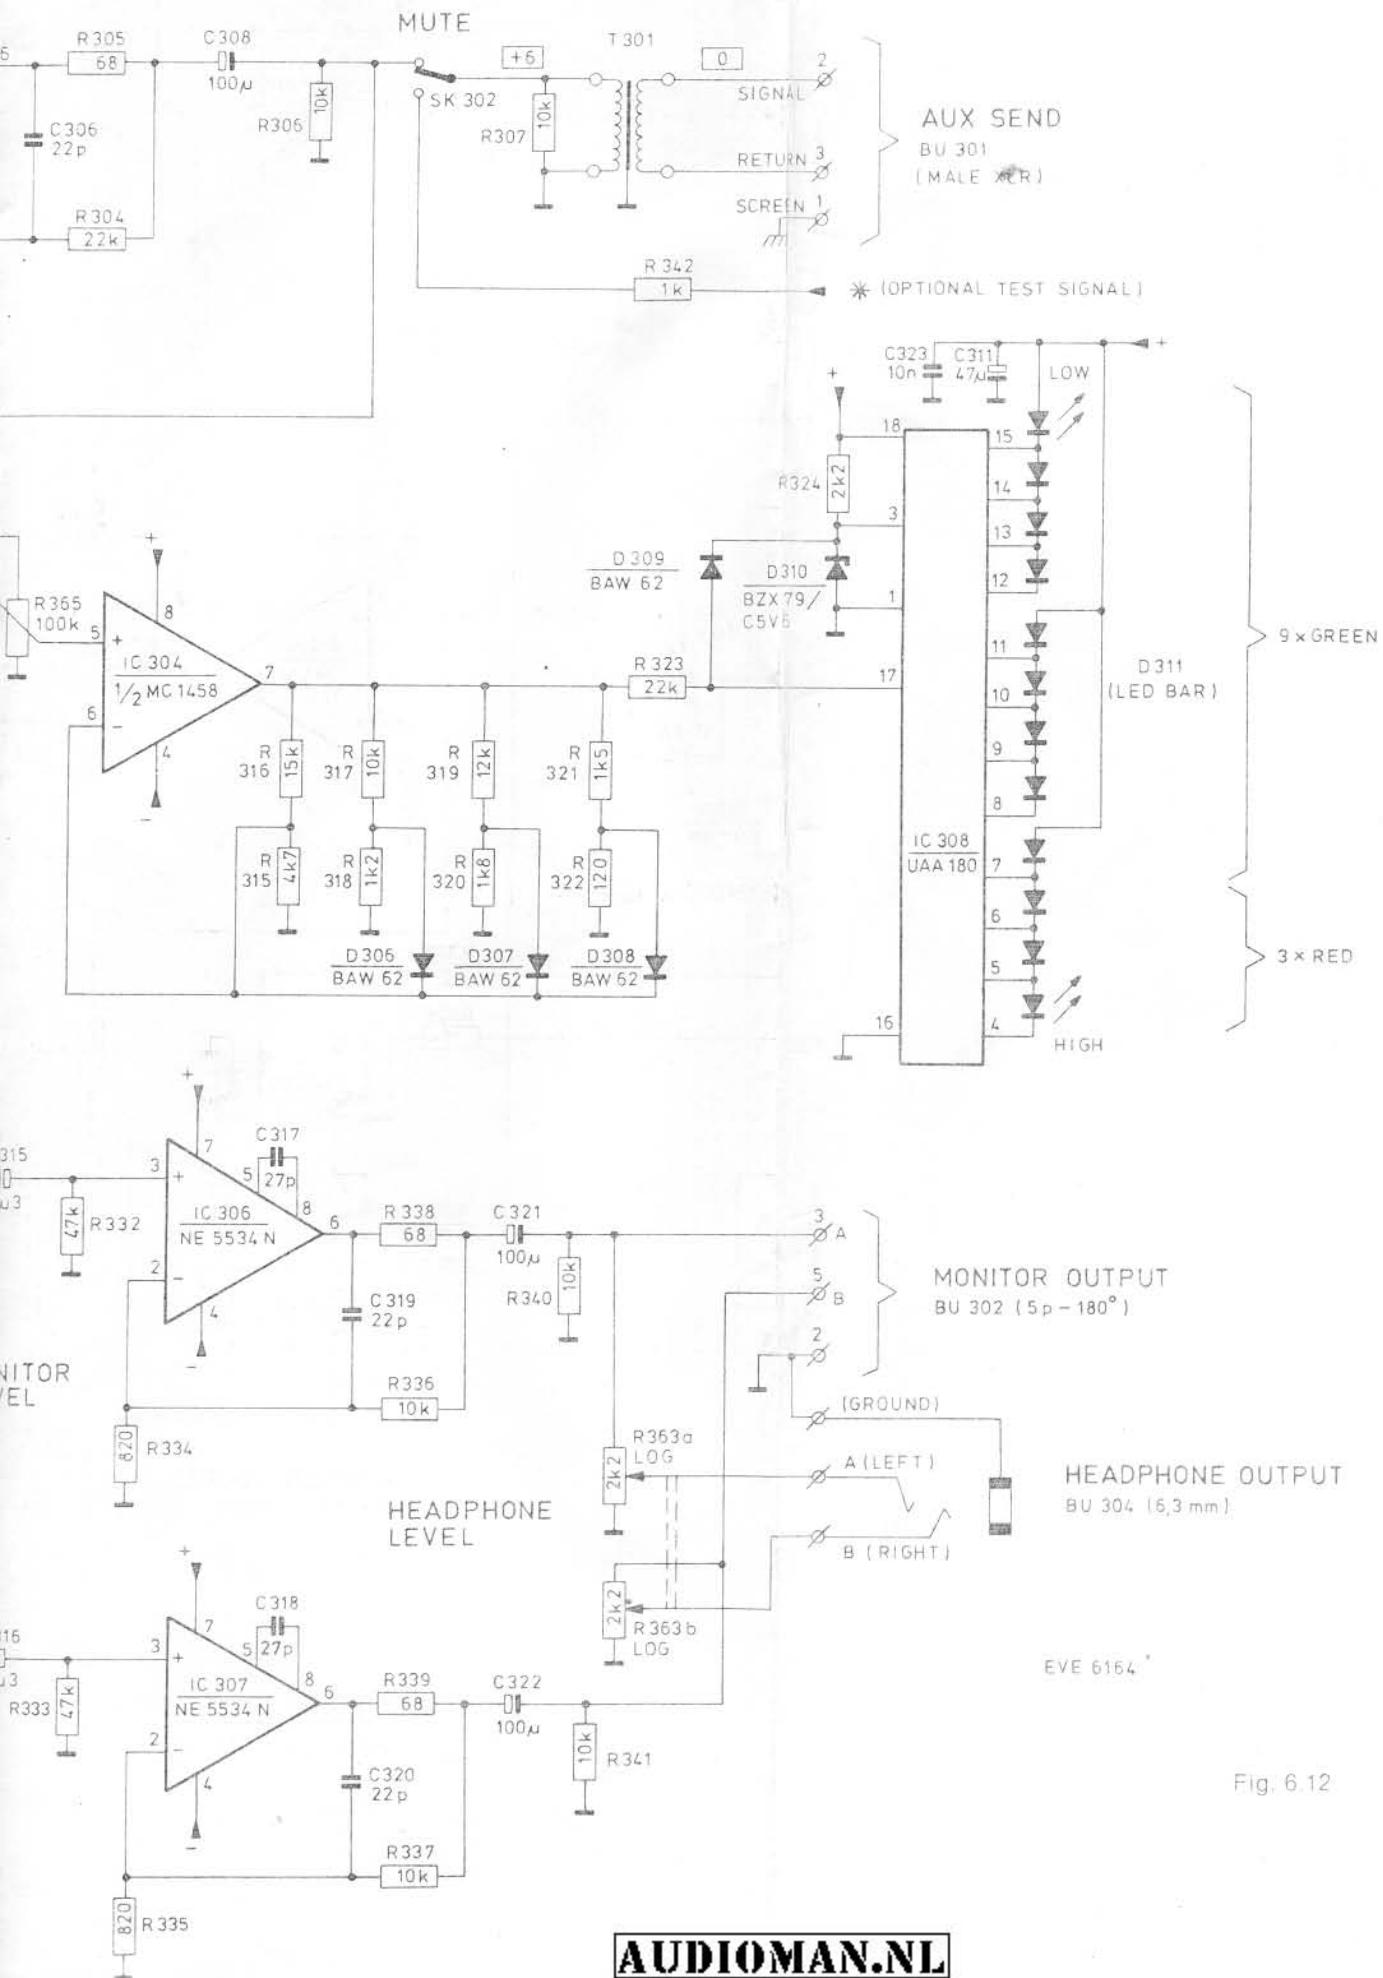 MUTE
R305
68
C308
100μ
+6
T301
0
2
SIGNAL
SK 302
R306
10k
R307
10k
C306
22p
RETURN 3
SCREEN 1
AUX SEND
BU 301
(MALE XLR)
R304
22k
R342
1k
* (OPTIONAL TEST SIGNAL)
C323
10n
C311
47μ
+
LOW
+
18
15
R324
2k2
14
3
13
12
D309
BAW 62
D310
BZX79/
C5V6
1
11
9×GREEN
R365
100k
+
8
5
+
IC 304
1/2 MC 1458
7
6
-
4
-
R323
22k
17
10
D311
(LED BAR)
9
8
R
316
15k
R
317
10k
R
319
12k
R
321
1k5
IC 308
UAA 180
7
R
315
4k7
R
318
1k2
R
320
1k8
R
322
120
6
5
3×RED
D306
BAW 62
D307
BAW 62
D308
BAW 62
16
4
HIGH
+
7
C317
27p
5
8
315
μ3
3
+
R332
47k
IC 306
NE 5534 N
6
2
-
4
-
R338
68
C321
100μ
R340
10k
C319
22p
3
A
5
B
2
MONITOR OUTPUT
BU 302 (5p-180°)
NITOR
VEL
R336
10k
R334
820
(GROUND)
R363a
LOG
2k2
A (LEFT)
HEADPHONE OUTPUT
BU 304 (6,3 mm)
HEADPHONE
LEVEL
B (RIGHT)
+
7
C318
27p
5
8
2k2
R363b
LOG
16
μ3
3
+
R333
47k
IC 307
NE 5534 N
6
2
-
4
-
R339
68
C322
100μ
R341
10k
C320
22p
EVE 6164
Fig. 6.12
R337
10k
R335
820
AUDIOMAN.NL